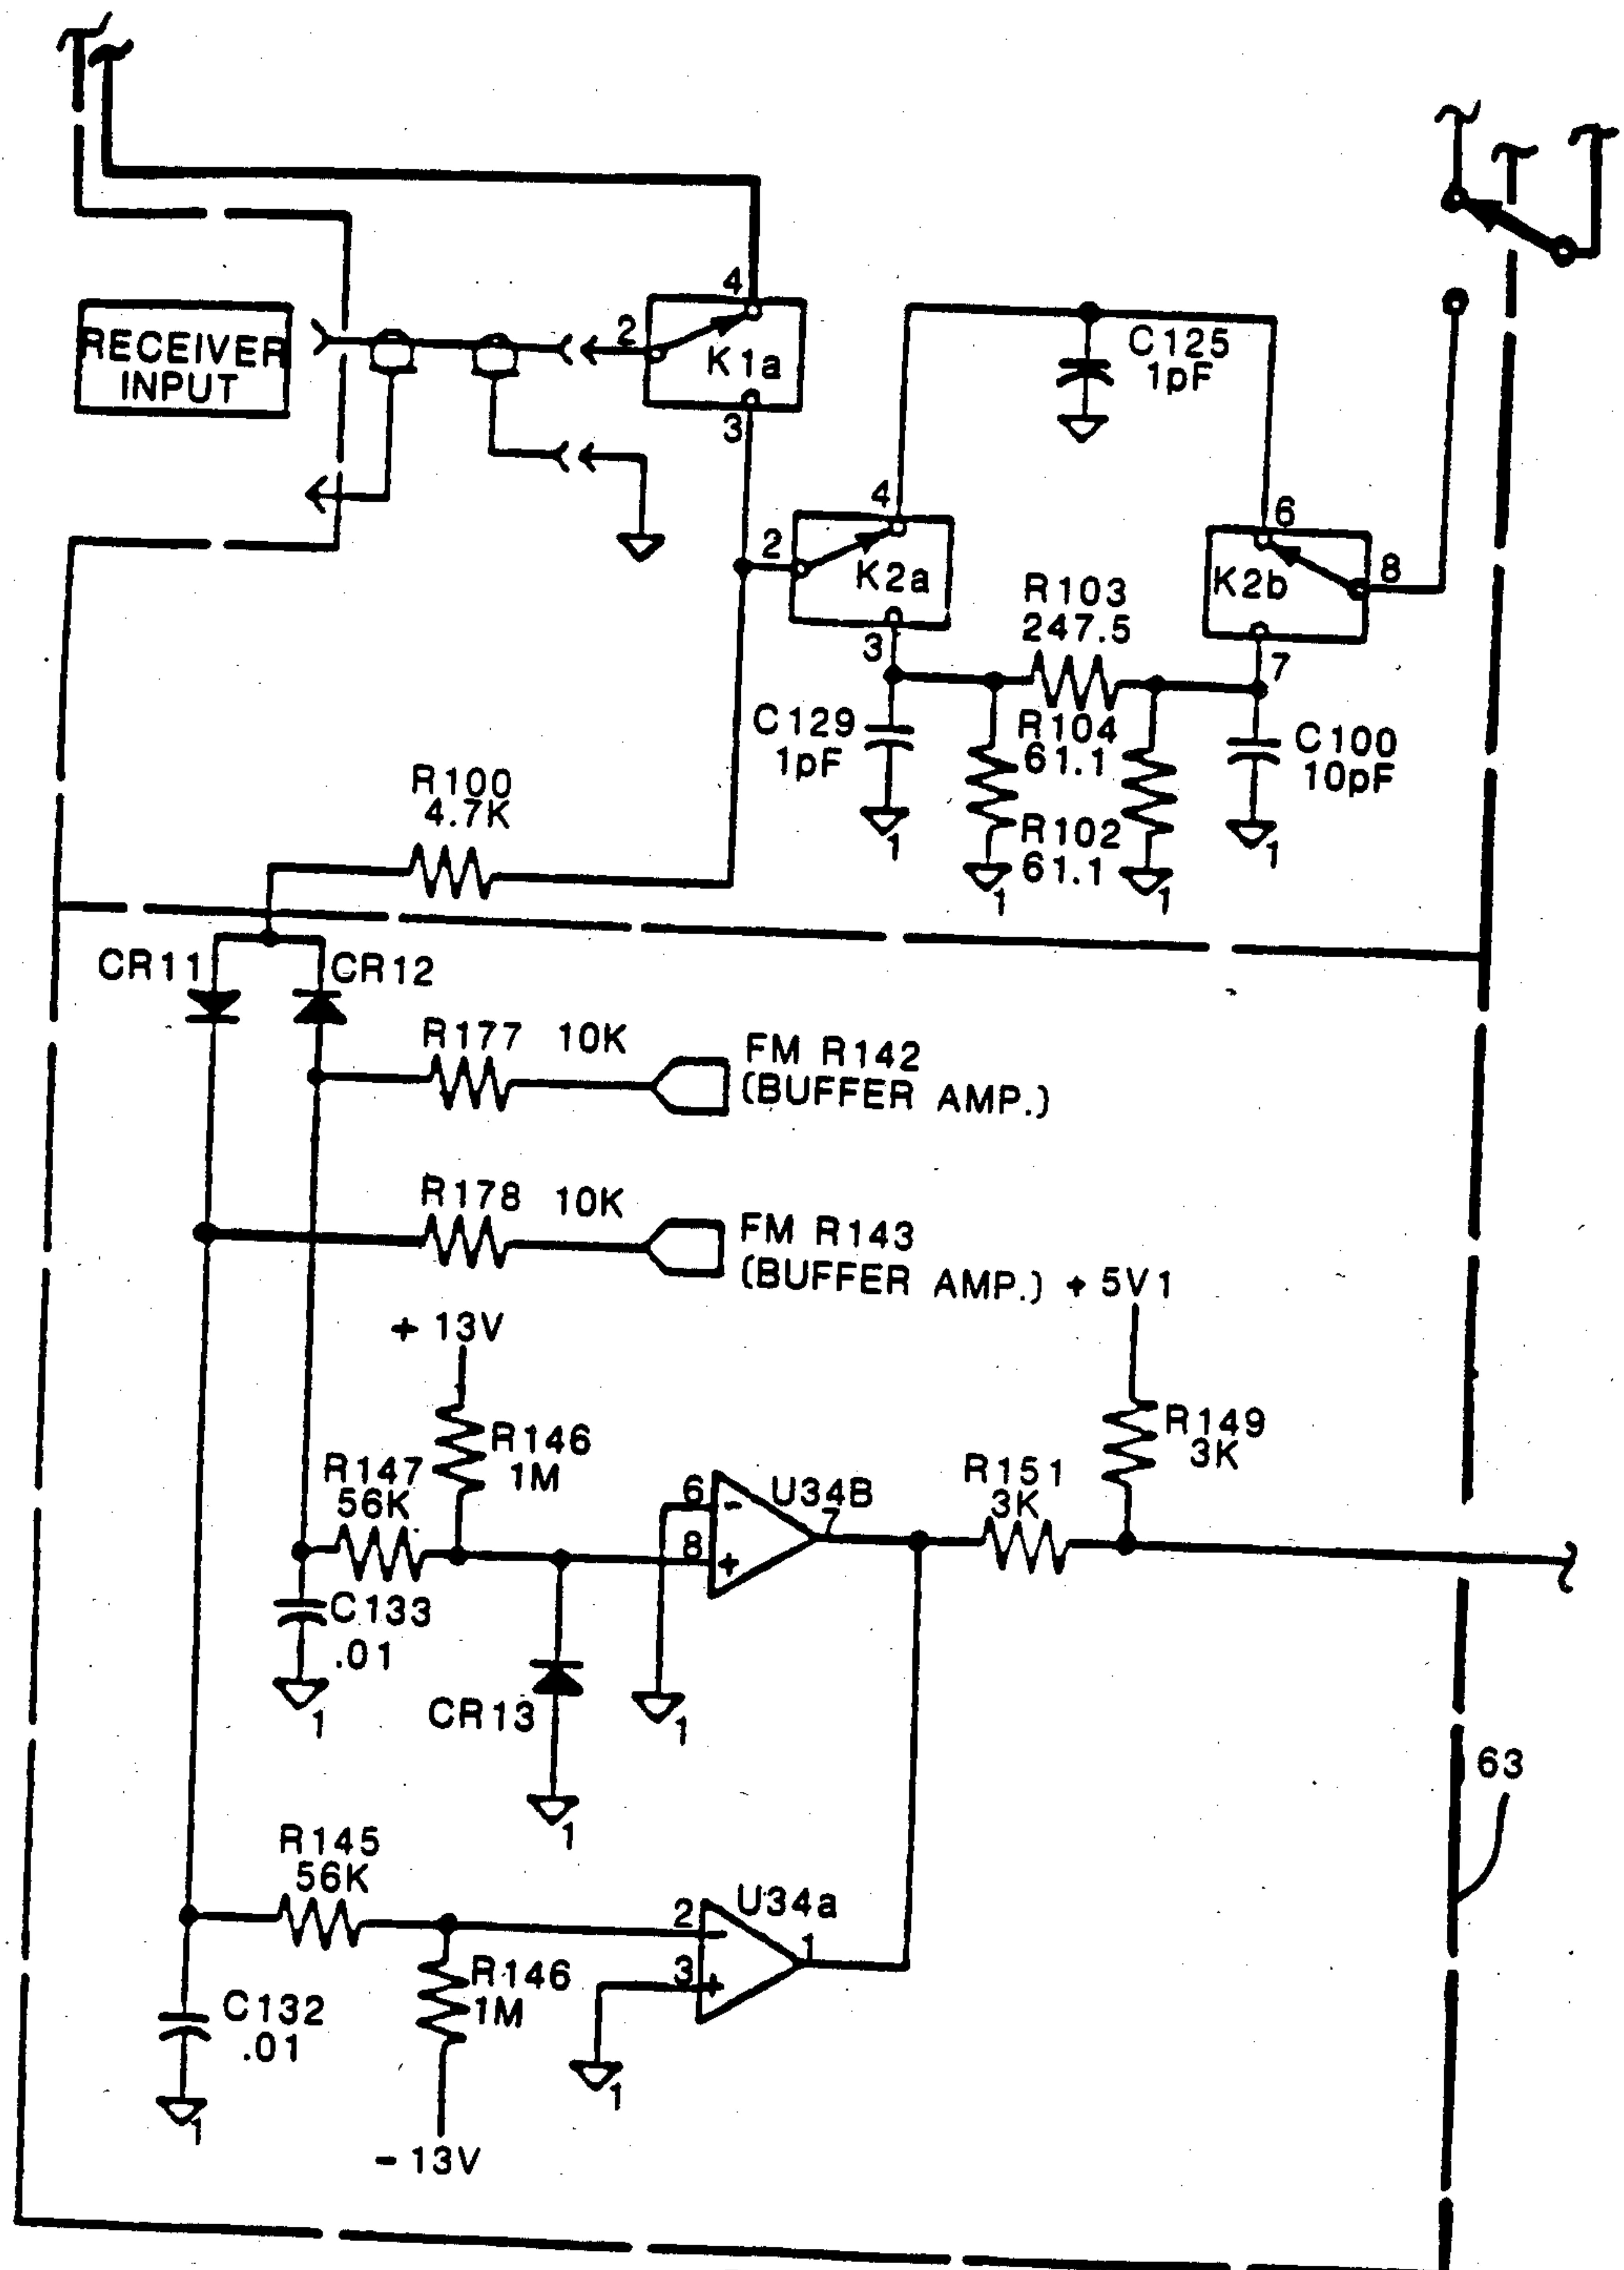 4
RECEIVER
INPUT
2
K1a
3
C125
1pF
4
2
K2a
3
6
K2b
8
7
R103
247.5
C129
1pF
R104
61.1
R102
61.1
C100
10pF
1
1
1
1
R100
4.7K
CR11
CR12
R177 10K
FM R142
(BUFFER AMP.)
R178 10K
FM R143
(BUFFER AMP.)
+ 5V1
+ 13V
R146
1M
R147
56K
R149
3K
R151
3K
6
-
8
+
U34B
7
C133
.01
1
CR13
1
1
63
R145
56K
U34a
2
-
3
+
1
R146
1M
C132
.01
1
1
- 13V